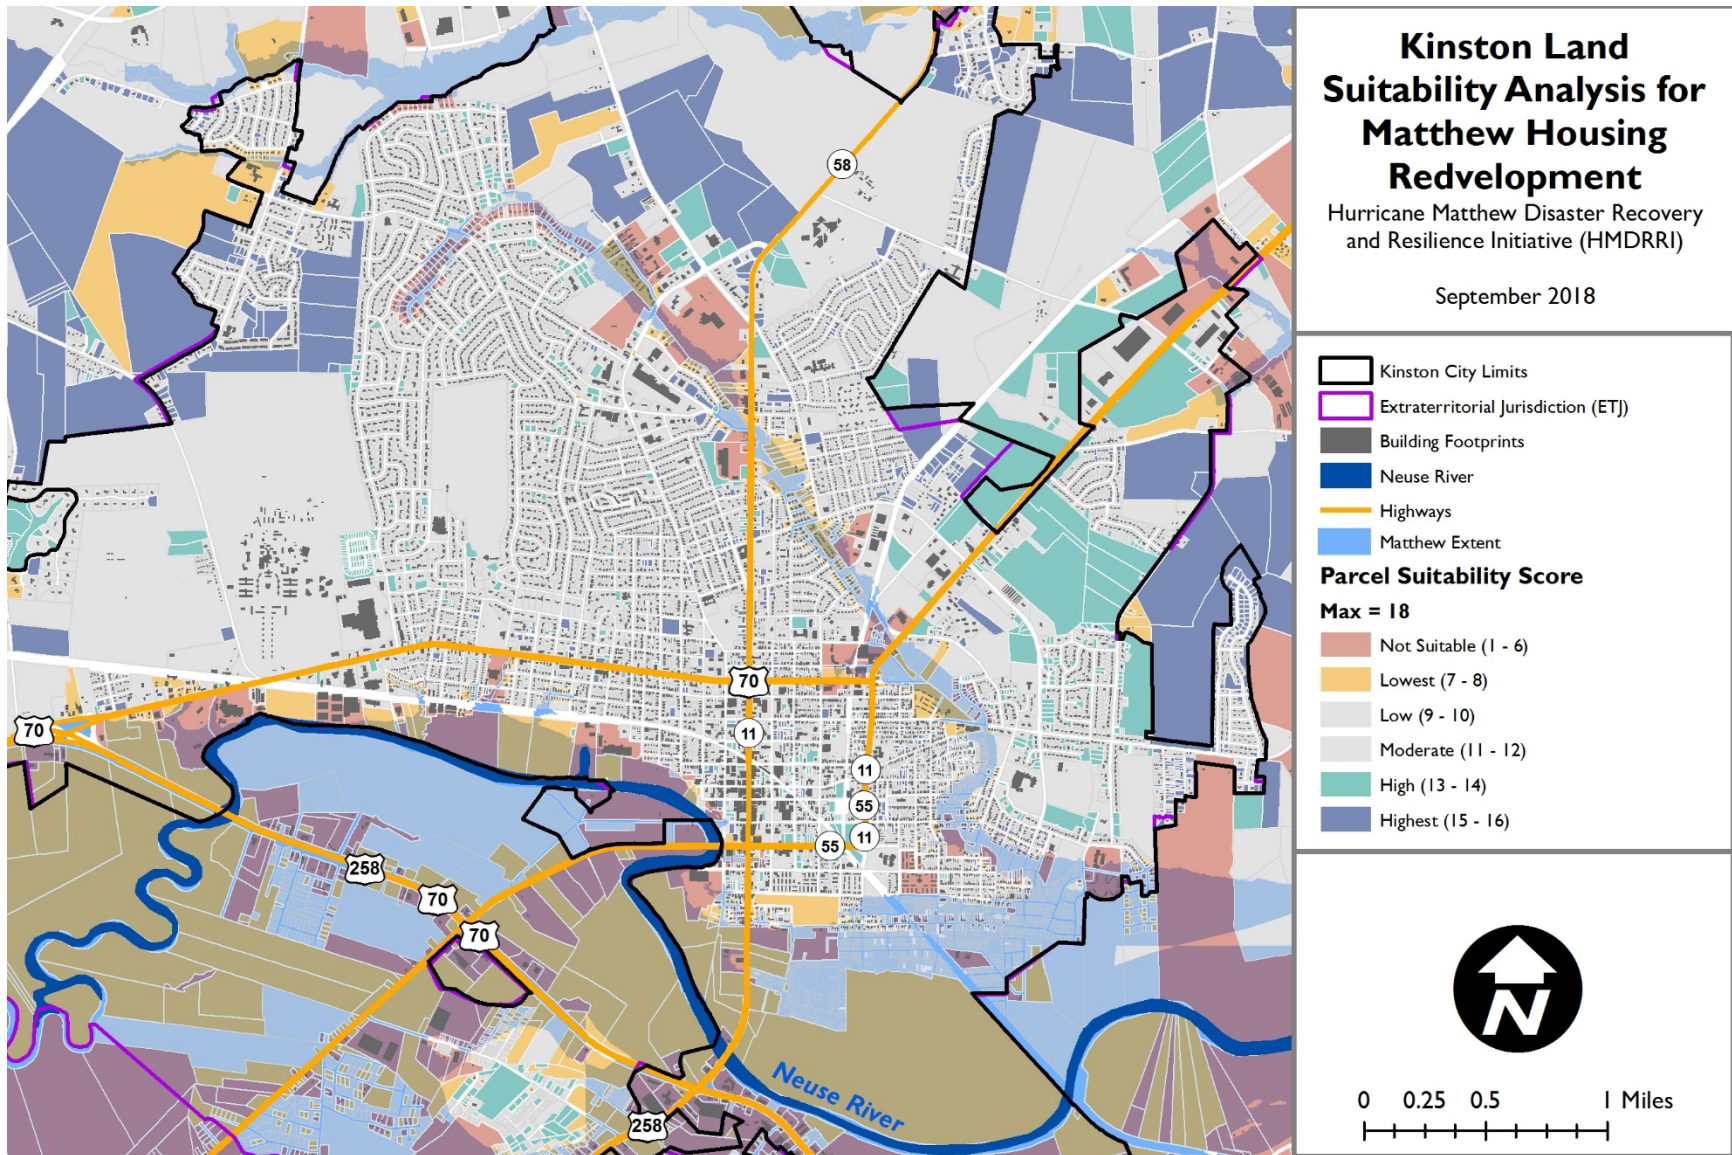 Kinston Land
Suitability Analysis for
Matthew Housing
Redvelopment
Hurricane Matthew Disaster Recovery
and Resilience Initiative (HMDRRI)
September 2018
Kinston City Limits
Extraterritorial Jurisdiction (ETJ)
Building Footprints
Neuse River
Highways
Matthew Extent
Parcel Suitability Score
Max = 18
Not Suitable (1 - 6)
Lowest (7 - 8)
Low (9 - 10)
Moderate (11 - 12)
High (13 - 14)
Highest (15 - 16)
N
0 0.25 0.5 1 Miles
58
70
70
11
11
55
55
11
258
70
70
258
Neuse River